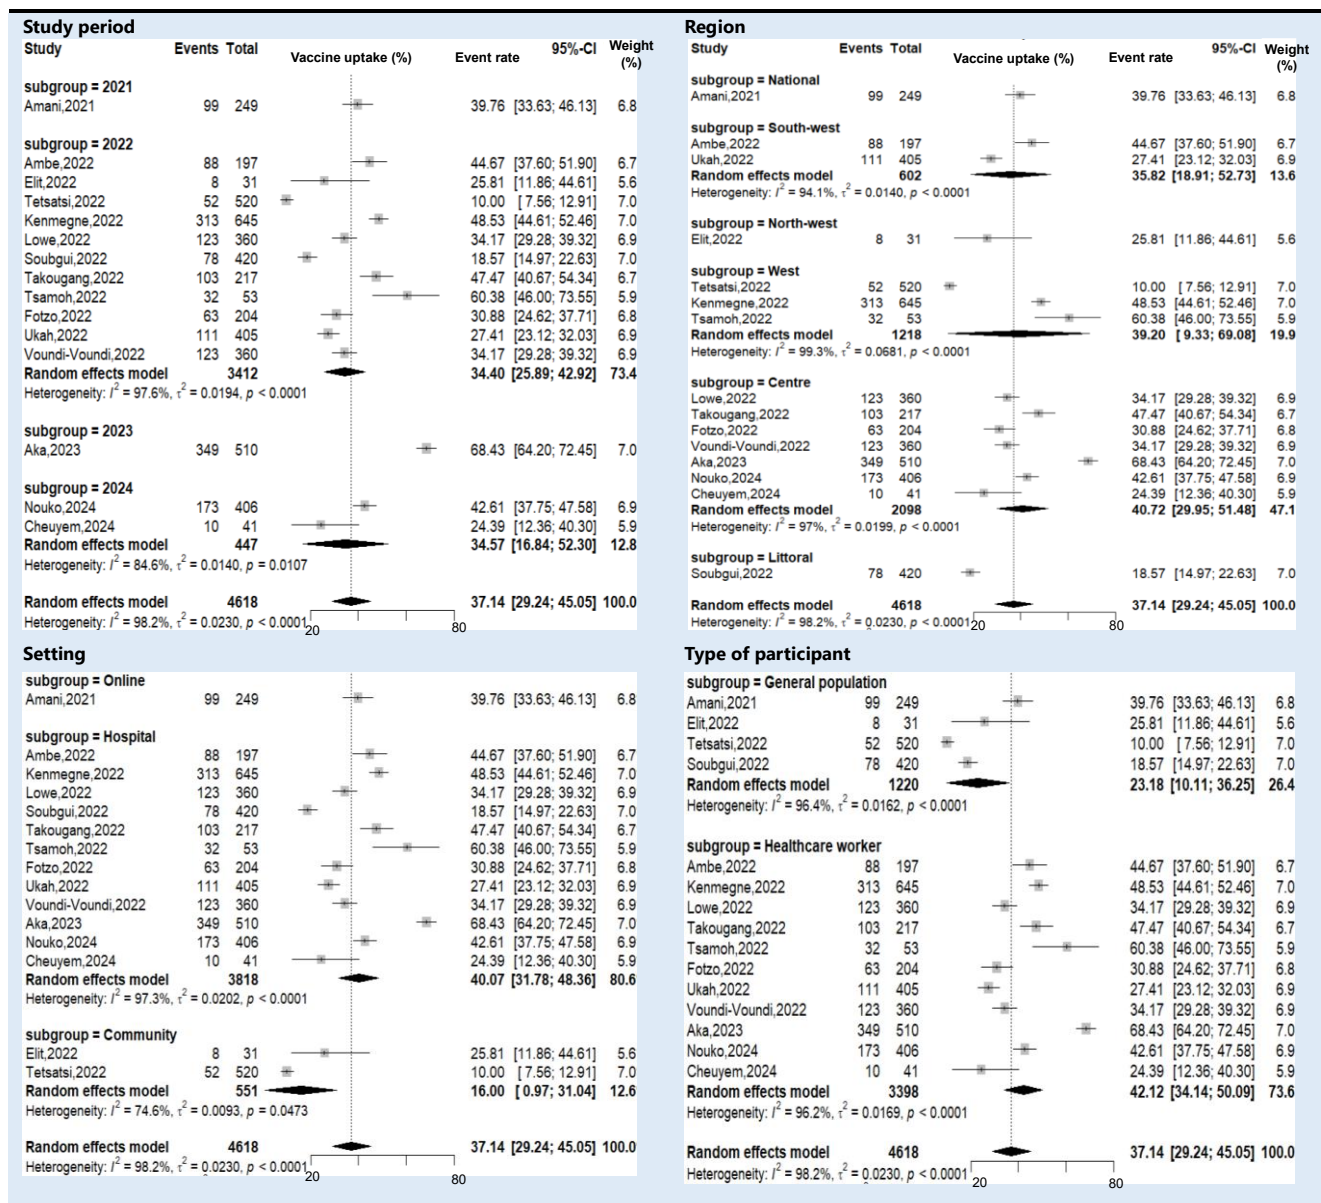 Study period
Study Events Total Vaccine uptake (%) Event rate 95%-CI Weight (%)
subgroup = 2021
Amani,2021 99 249 39.76 [33.63; 46.13] 6.8
subgroup = 2022
Ambe,2022 88 197 44.67 [37.60; 51.90] 6.7
Elit,2022 8 31 25.81 [11.86; 44.61] 5.6
Tetsatsi,2022 52 520 10.00 [ 7.56; 12.91] 7.0
Kenmegne,2022 313 645 48.53 [44.61; 52.46] 7.0
Lowe,2022 123 360 34.17 [29.28; 39.32] 6.9
Soubgui,2022 78 420 18.57 [14.97; 22.63] 7.0
Takougang,2022 103 217 47.47 [40.67; 54.34] 6.7
Tsamoh,2022 32 53 60.38 [46.00; 73.55] 5.9
Fotzo,2022 63 204 30.88 [24.62; 37.71] 6.8
Ukah,2022 111 405 27.41 [23.12; 32.03] 6.9
Voundi-Voundi,2022 123 360 34.17 [29.28; 39.32] 6.9
Random effects model 3412 34.40 [25.89; 42.92] 73.4
Heterogeneity: I² = 97.6%, τ² = 0.0194, p < 0.0001
subgroup = 2023
Aka,2023 349 510 68.43 [64.20; 72.45] 7.0
subgroup = 2024
Nouko,2024 173 406 42.61 [37.75; 47.58] 6.9
Cheuyem,2024 10 41 24.39 [12.36; 40.30] 5.9
Random effects model 447 34.57 [16.84; 52.30] 12.8
Heterogeneity: I² = 84.6%, τ² = 0.0140, p = 0.0107
Random effects model 4618 37.14 [29.24; 45.05] 100.0
Heterogeneity: I² = 98.2%, τ² = 0.0230, p < 0.0001
20 80
Region
Study Events Total Vaccine uptake (%) Event rate 95%-CI Weight (%)
subgroup = National
Amani,2021 99 249 39.76 [33.63; 46.13] 6.8
subgroup = South-west
Ambe,2022 88 197 44.67 [37.60; 51.90] 6.7
Ukah,2022 111 405 27.41 [23.12; 32.03] 6.9
Random effects model 602 35.82 [18.91; 52.73] 13.6
Heterogeneity: I² = 94.1%, τ² = 0.0140, p < 0.0001
subgroup = North-west
Elit,2022 8 31 25.81 [11.86; 44.61] 5.6
subgroup = West
Tetsatsi,2022 52 520 10.00 [ 7.56; 12.91] 7.0
Kenmegne,2022 313 645 48.53 [44.61; 52.46] 7.0
Tsamoh,2022 32 53 60.38 [46.00; 73.55] 5.9
Random effects model 1218 39.20 [ 9.33; 69.08] 19.9
Heterogeneity: I² = 99.3%, τ² = 0.0681, p < 0.0001
subgroup = Centre
Lowe,2022 123 360 34.17 [29.28; 39.32] 6.9
Takougang,2022 103 217 47.47 [40.67; 54.34] 6.7
Fotzo,2022 63 204 30.88 [24.62; 37.71] 6.8
Voundi-Voundi,2022 123 360 34.17 [29.28; 39.32] 6.9
Aka,2023 349 510 68.43 [64.20; 72.45] 7.0
Nouko,2024 173 406 42.61 [37.75; 47.58] 6.9
Cheuyem,2024 10 41 24.39 [12.36; 40.30] 5.9
Random effects model 2098 40.72 [29.95; 51.48] 47.1
Heterogeneity: I² = 97%, τ² = 0.0199, p < 0.0001
subgroup = Littoral
Soubgui,2022 78 420 18.57 [14.97; 22.63] 7.0
Random effects model 4618 37.14 [29.24; 45.05] 100.0
Heterogeneity: I² = 98.2%, τ² = 0.0230, p < 0.0001
20 80
Setting
subgroup = Online
Amani,2021 99 249 39.76 [33.63; 46.13] 6.8
subgroup = Hospital
Ambe,2022 88 197 44.67 [37.60; 51.90] 6.7
Kenmegne,2022 313 645 48.53 [44.61; 52.46] 7.0
Lowe,2022 123 360 34.17 [29.28; 39.32] 6.9
Soubgui,2022 78 420 18.57 [14.97; 22.63] 7.0
Takougang,2022 103 217 47.47 [40.67; 54.34] 6.7
Tsamoh,2022 32 53 60.38 [46.00; 73.55] 5.9
Fotzo,2022 63 204 30.88 [24.62; 37.71] 6.8
Ukah,2022 111 405 27.41 [23.12; 32.03] 6.9
Voundi-Voundi,2022 123 360 34.17 [29.28; 39.32] 6.9
Aka,2023 349 510 68.43 [64.20; 72.45] 7.0
Nouko,2024 173 406 42.61 [37.75; 47.58] 6.9
Cheuyem,2024 10 41 24.39 [12.36; 40.30] 5.9
Random effects model 3818 40.07 [31.78; 48.36] 80.6
Heterogeneity: I² = 97.3%, τ² = 0.0202, p < 0.0001
subgroup = Community
Elit,2022 8 31 25.81 [11.86; 44.61] 5.6
Tetsatsi,2022 52 520 10.00 [ 7.56; 12.91] 7.0
Random effects model 551 16.00 [ 0.97; 31.04] 12.6
Heterogeneity: I² = 74.6%, τ² = 0.0093, p = 0.0473
Random effects model 4618 37.14 [29.24; 45.05] 100.0
Heterogeneity: I² = 98.2%, τ² = 0.0230, p < 0.0001
20 80
Type of participant
subgroup = General population
Amani,2021 99 249 39.76 [33.63; 46.13] 6.8
Elit,2022 8 31 25.81 [11.86; 44.61] 5.6
Tetsatsi,2022 52 520 10.00 [ 7.56; 12.91] 7.0
Soubgui,2022 78 420 18.57 [14.97; 22.63] 7.0
Random effects model 1220 23.18 [10.11; 36.25] 26.4
Heterogeneity: I² = 96.4%, τ² = 0.0162, p < 0.0001
subgroup = Healthcare worker
Ambe,2022 88 197 44.67 [37.60; 51.90] 6.7
Kenmegne,2022 313 645 48.53 [44.61; 52.46] 7.0
Lowe,2022 123 360 34.17 [29.28; 39.32] 6.9
Takougang,2022 103 217 47.47 [40.67; 54.34] 6.7
Tsamoh,2022 32 53 60.38 [46.00; 73.55] 5.9
Fotzo,2022 63 204 30.88 [24.62; 37.71] 6.8
Ukah,2022 111 405 27.41 [23.12; 32.03] 6.9
Voundi-Voundi,2022 123 360 34.17 [29.28; 39.32] 6.9
Aka,2023 349 510 68.43 [64.20; 72.45] 7.0
Nouko,2024 173 406 42.61 [37.75; 47.58] 6.9
Cheuyem,2024 10 41 24.39 [12.36; 40.30] 5.9
Random effects model 3398 42.12 [34.14; 50.09] 73.6
Heterogeneity: I² = 96.2%, τ² = 0.0169, p < 0.0001
Random effects model 4618 37.14 [29.24; 45.05] 100.0
Heterogeneity: I² = 98.2%, τ² = 0.0230, p < 0.0001
20 80